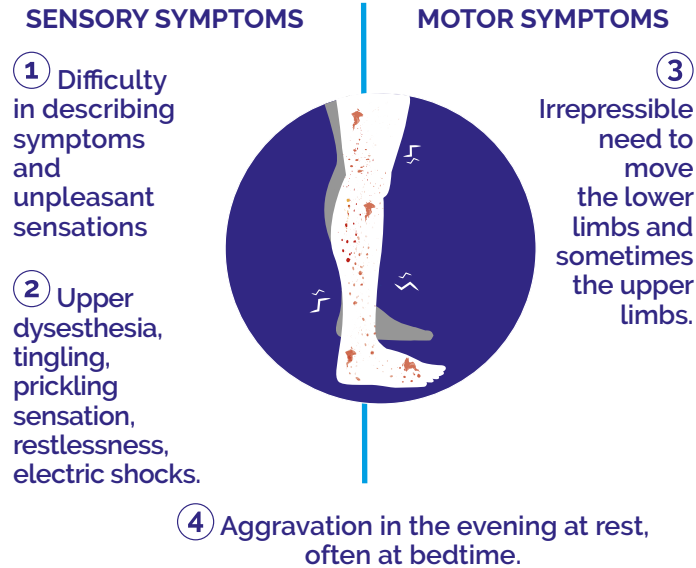 SENSORY SYMPTOMS
1 Difficulty
in describing
symptoms
and
unpleasant
sensations
2 Upper
dysesthesia,
tingling,
prickling
sensation,
restlessness,
electric shocks.
MOTOR SYMPTOMS
3
Irrepressible
need to
move
the lower
limbs and
sometimes
the upper
limbs.
4 Aggravation in the evening at rest,
often at bedtime.